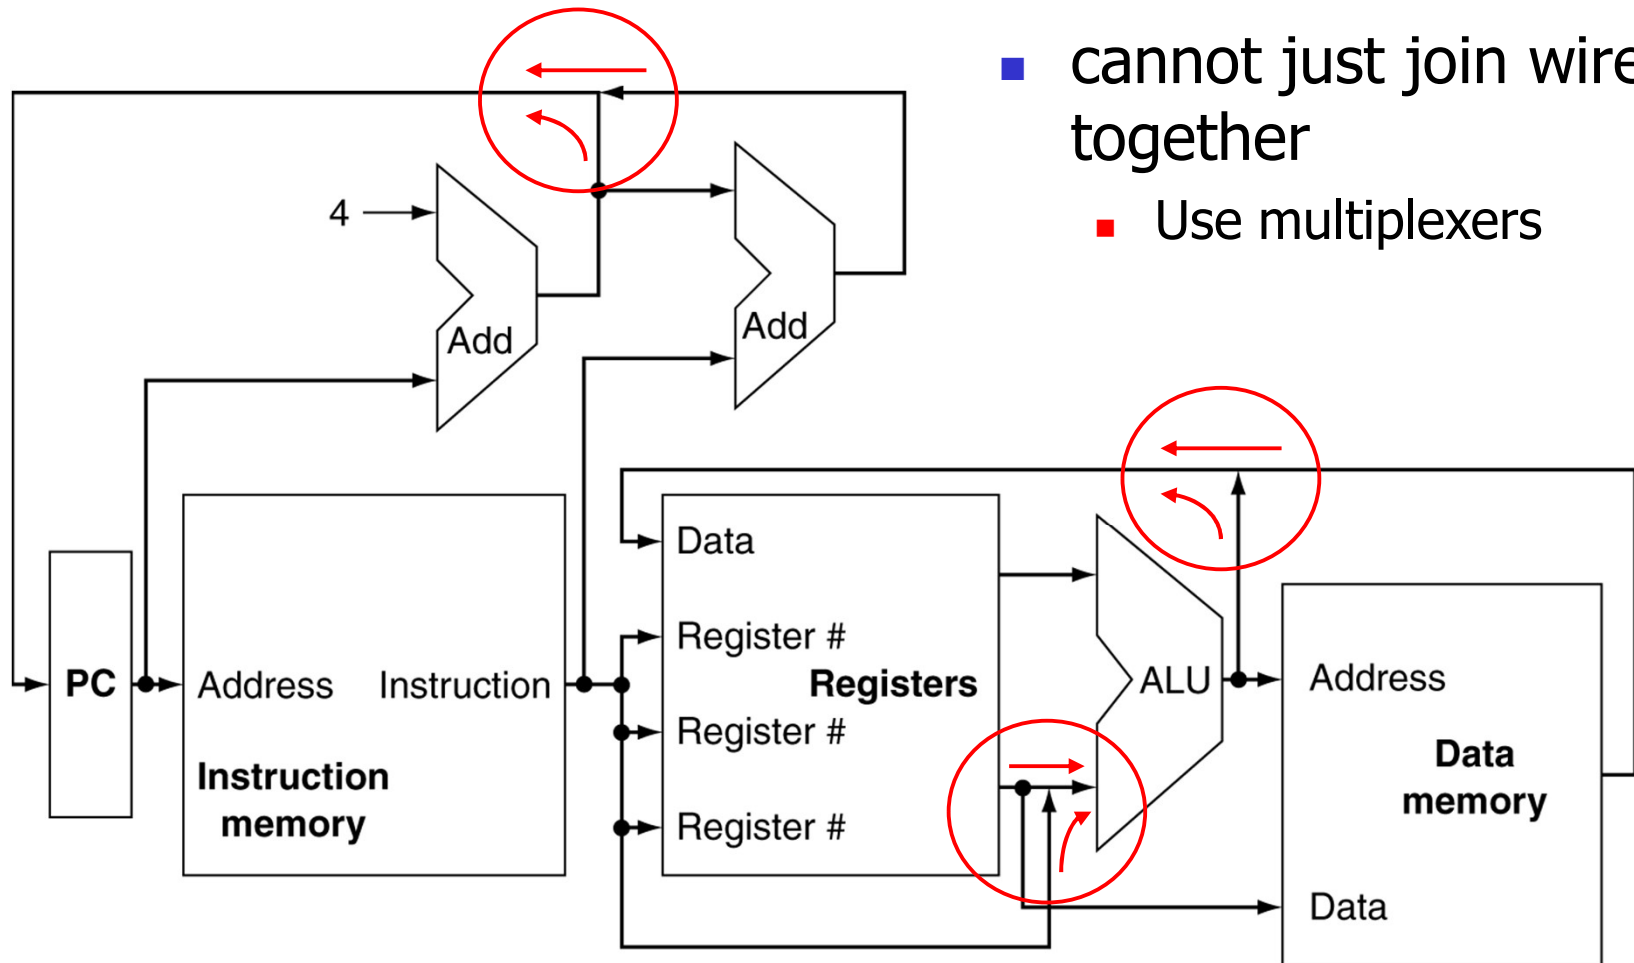 cannot just join wire
together
Use multiplexers
4
Add
Add
Data
Register #
Register #
Register #
Registers
PC
Address
Instruction
Instruction
memory
ALU
Address
Data
memory
Data